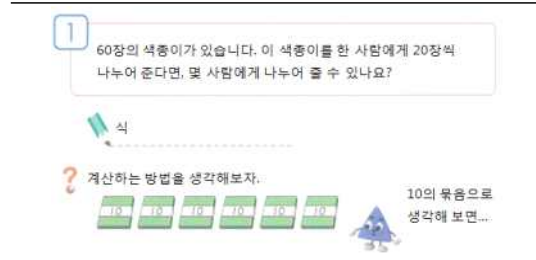 1
60장의 색종이가 있습니다. 이 색종이를 한 사람에게 20장씩
나누어 준다면, 몇 사람에게 나누어 줄 수 있나요?
식
? 계산하는 방법을 생각해보자.
10 10 10 10 10 10
10의 묶음으로
생각해 보면...